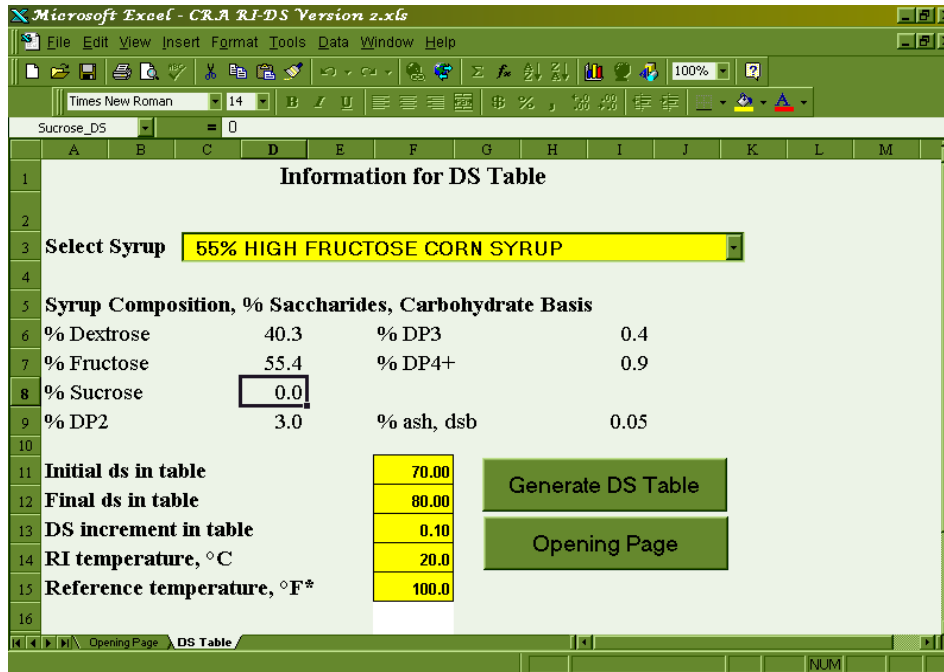 Microsoft Excel - CRA RI-DS Version 2.xls
File Edit View Insert Format Tools Data Window Help
Σ fx 100% ?
Times New Roman 14 B I U $ % ,
Sucrose_DS = 0
A B C D E F G H I J K L M
1 Information for DS Table
2
3 Select Syrup 55% HIGH FRUCTOSE CORN SYRUP
4
5 Syrup Composition, % Saccharides, Carbohydrate Basis
6 % Dextrose 40.3 % DP3 0.4
7 % Fructose 55.4 % DP4+ 0.9
8 % Sucrose 0.0
9 % DP2 3.0 % ash, dsb 0.05
10
11 Initial ds in table 70.00
Generate DS Table
12 Final ds in table 80.00
13 DS increment in table 0.10
Opening Page
14 RI temperature, °C 20.0
15 Reference temperature, °F* 100.0
16
Opening Page DS Table
NUM